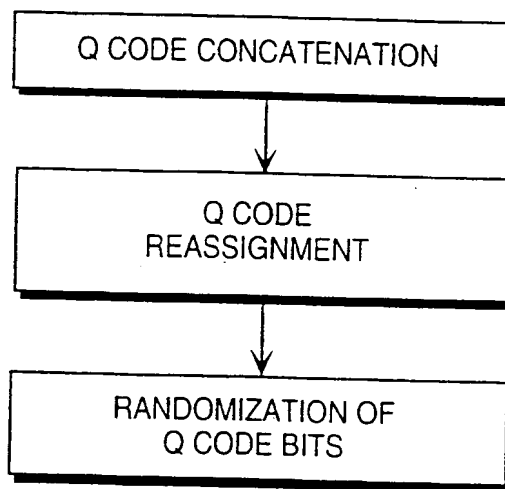 Q CODE CONCATENATION
Q CODE
REASSIGNMENT
RANDOMIZATION OF
Q CODE BITS